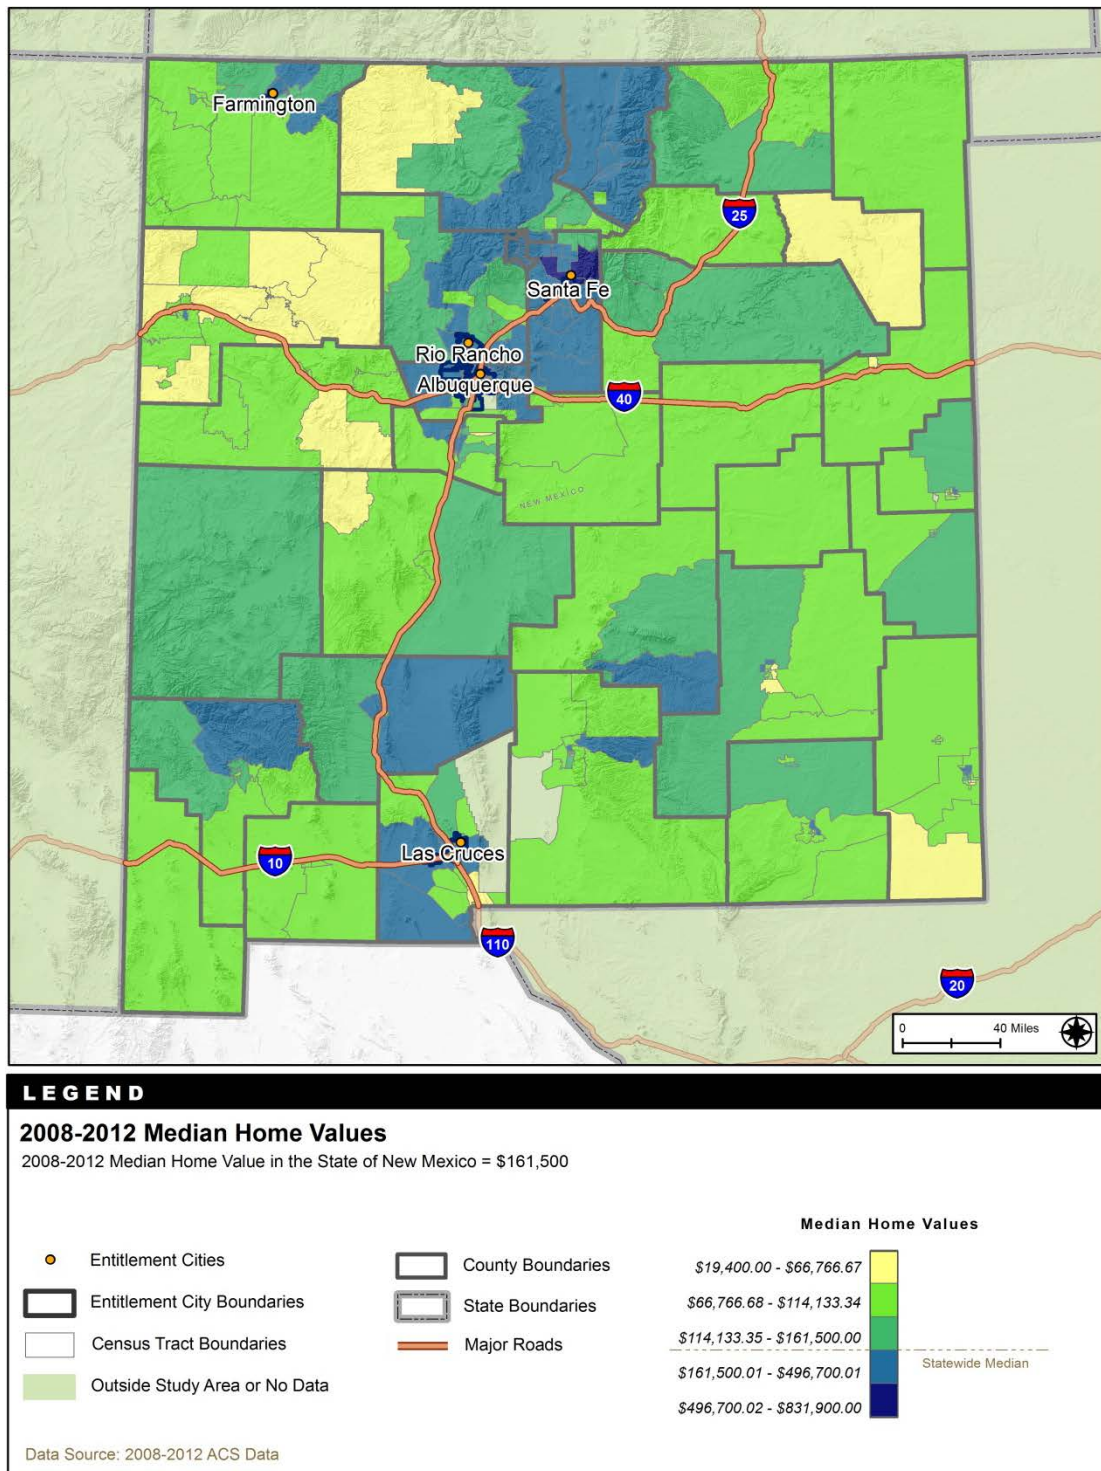 Farmington
25
Santa Fe
Rio Rancho
Albuquerque
40
NEW MEXICO
Las Cruces
10
110
20
0 40 Miles
LEGEND
2008-2012 Median Home Values
2008-2012 Median Home Value in the State of New Mexico = $161,500
Median Home Values
Entitlement Cities
County Boundaries
$19,400.00 - $66,766.67
Entitlement City Boundaries
State Boundaries
$66,766.68 - $114,133.34
Census Tract Boundaries
Major Roads
$114,133.35 - $161,500.00
Statewide Median
Outside Study Area or No Data
$161,500.01 - $496,700.01
$496,700.02 - $831,900.00
Data Source: 2008-2012 ACS Data